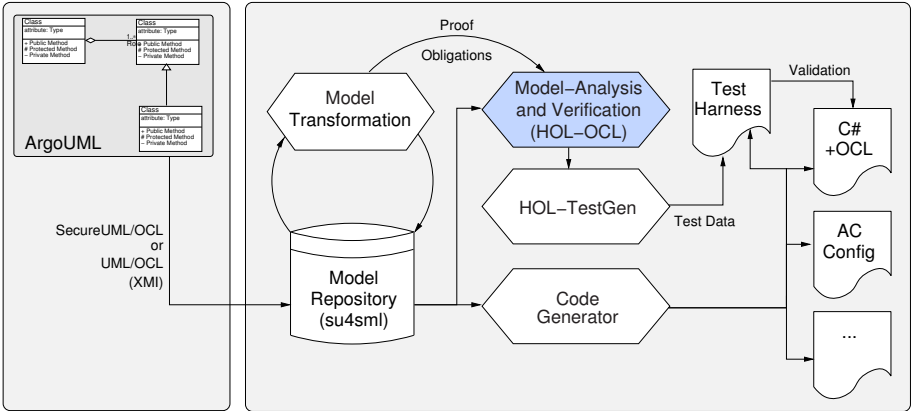 Class
attribute: Type
+ Public Method
# Protected Method
− Private Method
1..*
Role
Class
attribute: Type
+ Public Method
# Protected Method
− Private Method
Class
attribute: Type
+ Public Method
# Protected Method
− Private Method
ArgoUML
SecureUML/OCL
or
UML/OCL
(XMI)
Proof
Obligations
Model
Transformation
Model−Analysis
and Verification
(HOL−OCL)
Test
Harness
Validation
C#
+OCL
HOL−TestGen
Test Data
AC
Config
Model
Repository
(su4sml)
Code
Generator
...